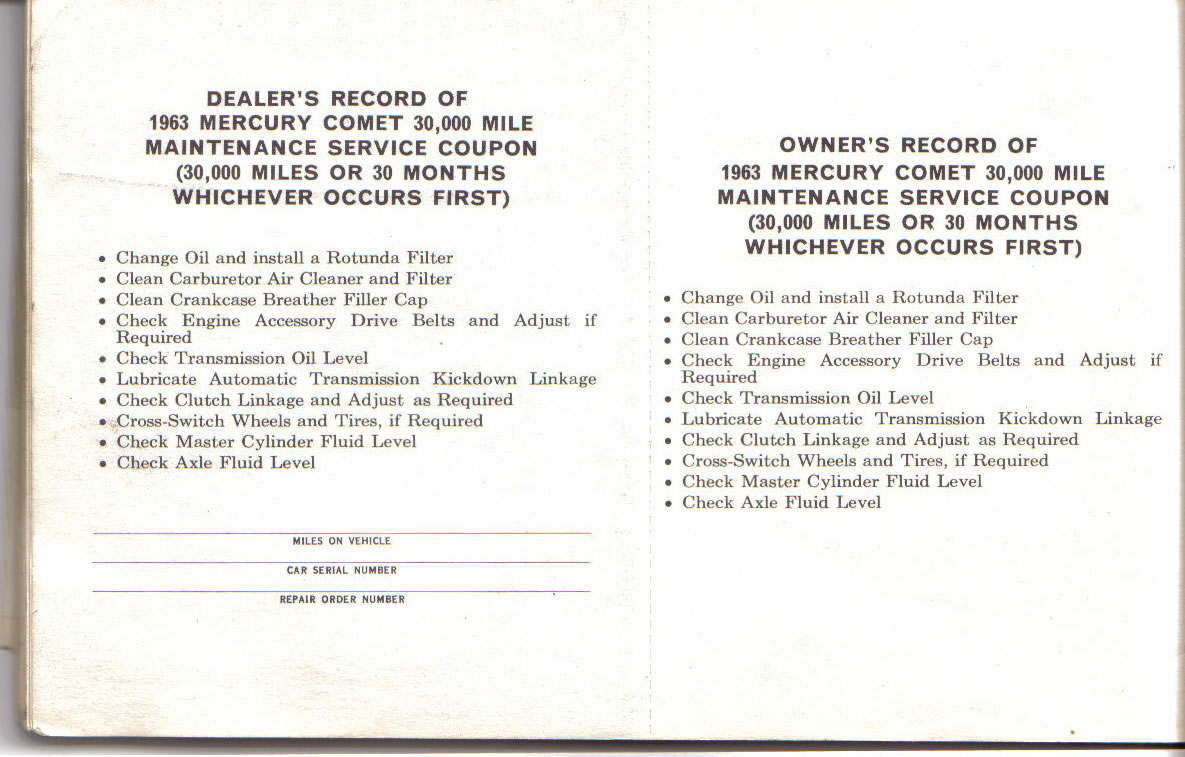 DEALER'S RECORD OF
1963 MERCURY COMET 30,000 MILE
MAINTENANCE SERVICE COUPON
(30,000 MILES OR 30 MONTHS
WHICHEVER OCCURS FIRST)
• Change Oil and install a Rotunda Filter
• Clean Carburetor Air Cleaner and Filter
• Clean Crankcase Breather Filler Cap
• Check Engine Accessory Drive Belts and Adjust if
Required
• Check Transmission Oil Level
• Lubricate Automatic Transmission Kickdown Linkage
• Check Clutch Linkage and Adjust as Required
• Cross-Switch Wheels and Tires, if Required
• Check Master Cylinder Fluid Level
• Check Axle Fluid Level
MILES ON VEHICLE
CAR SERIAL NUMBER
REPAIR ORDER NUMBER
OWNER'S RECORD OF
1963 MERCURY COMET 30,000 MILE
MAINTENANCE SERVICE COUPON
(30,000 MILES OR 30 MONTHS
WHICHEVER OCCURS FIRST)
• Change Oil and install a Rotunda Filter
• Clean Carburetor Air Cleaner and Filter
• Clean Crankcase Breather Filler Cap
• Check Engine Accessory Drive Belts and Adjust if
Required
• Check Transmission Oil Level
• Lubricate Automatic Transmission Kickdown Linkage
• Check Clutch Linkage and Adjust as Required
• Cross-Switch Wheels and Tires, if Required
• Check Master Cylinder Fluid Level
• Check Axle Fluid Level